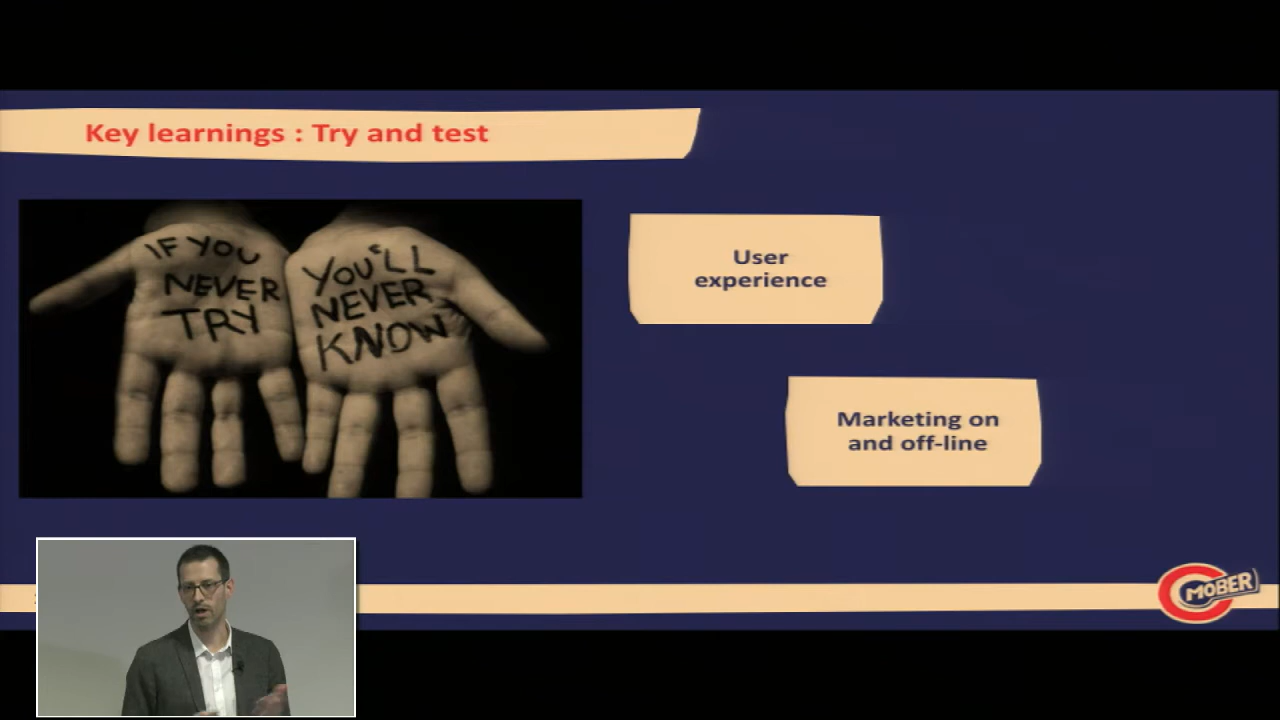 Key learnings : Try and test
IF YOU
NEVER
TRY
YOU'LL
NEVER
KNOW
User
experience
Marketing on
and off-line
MOBER